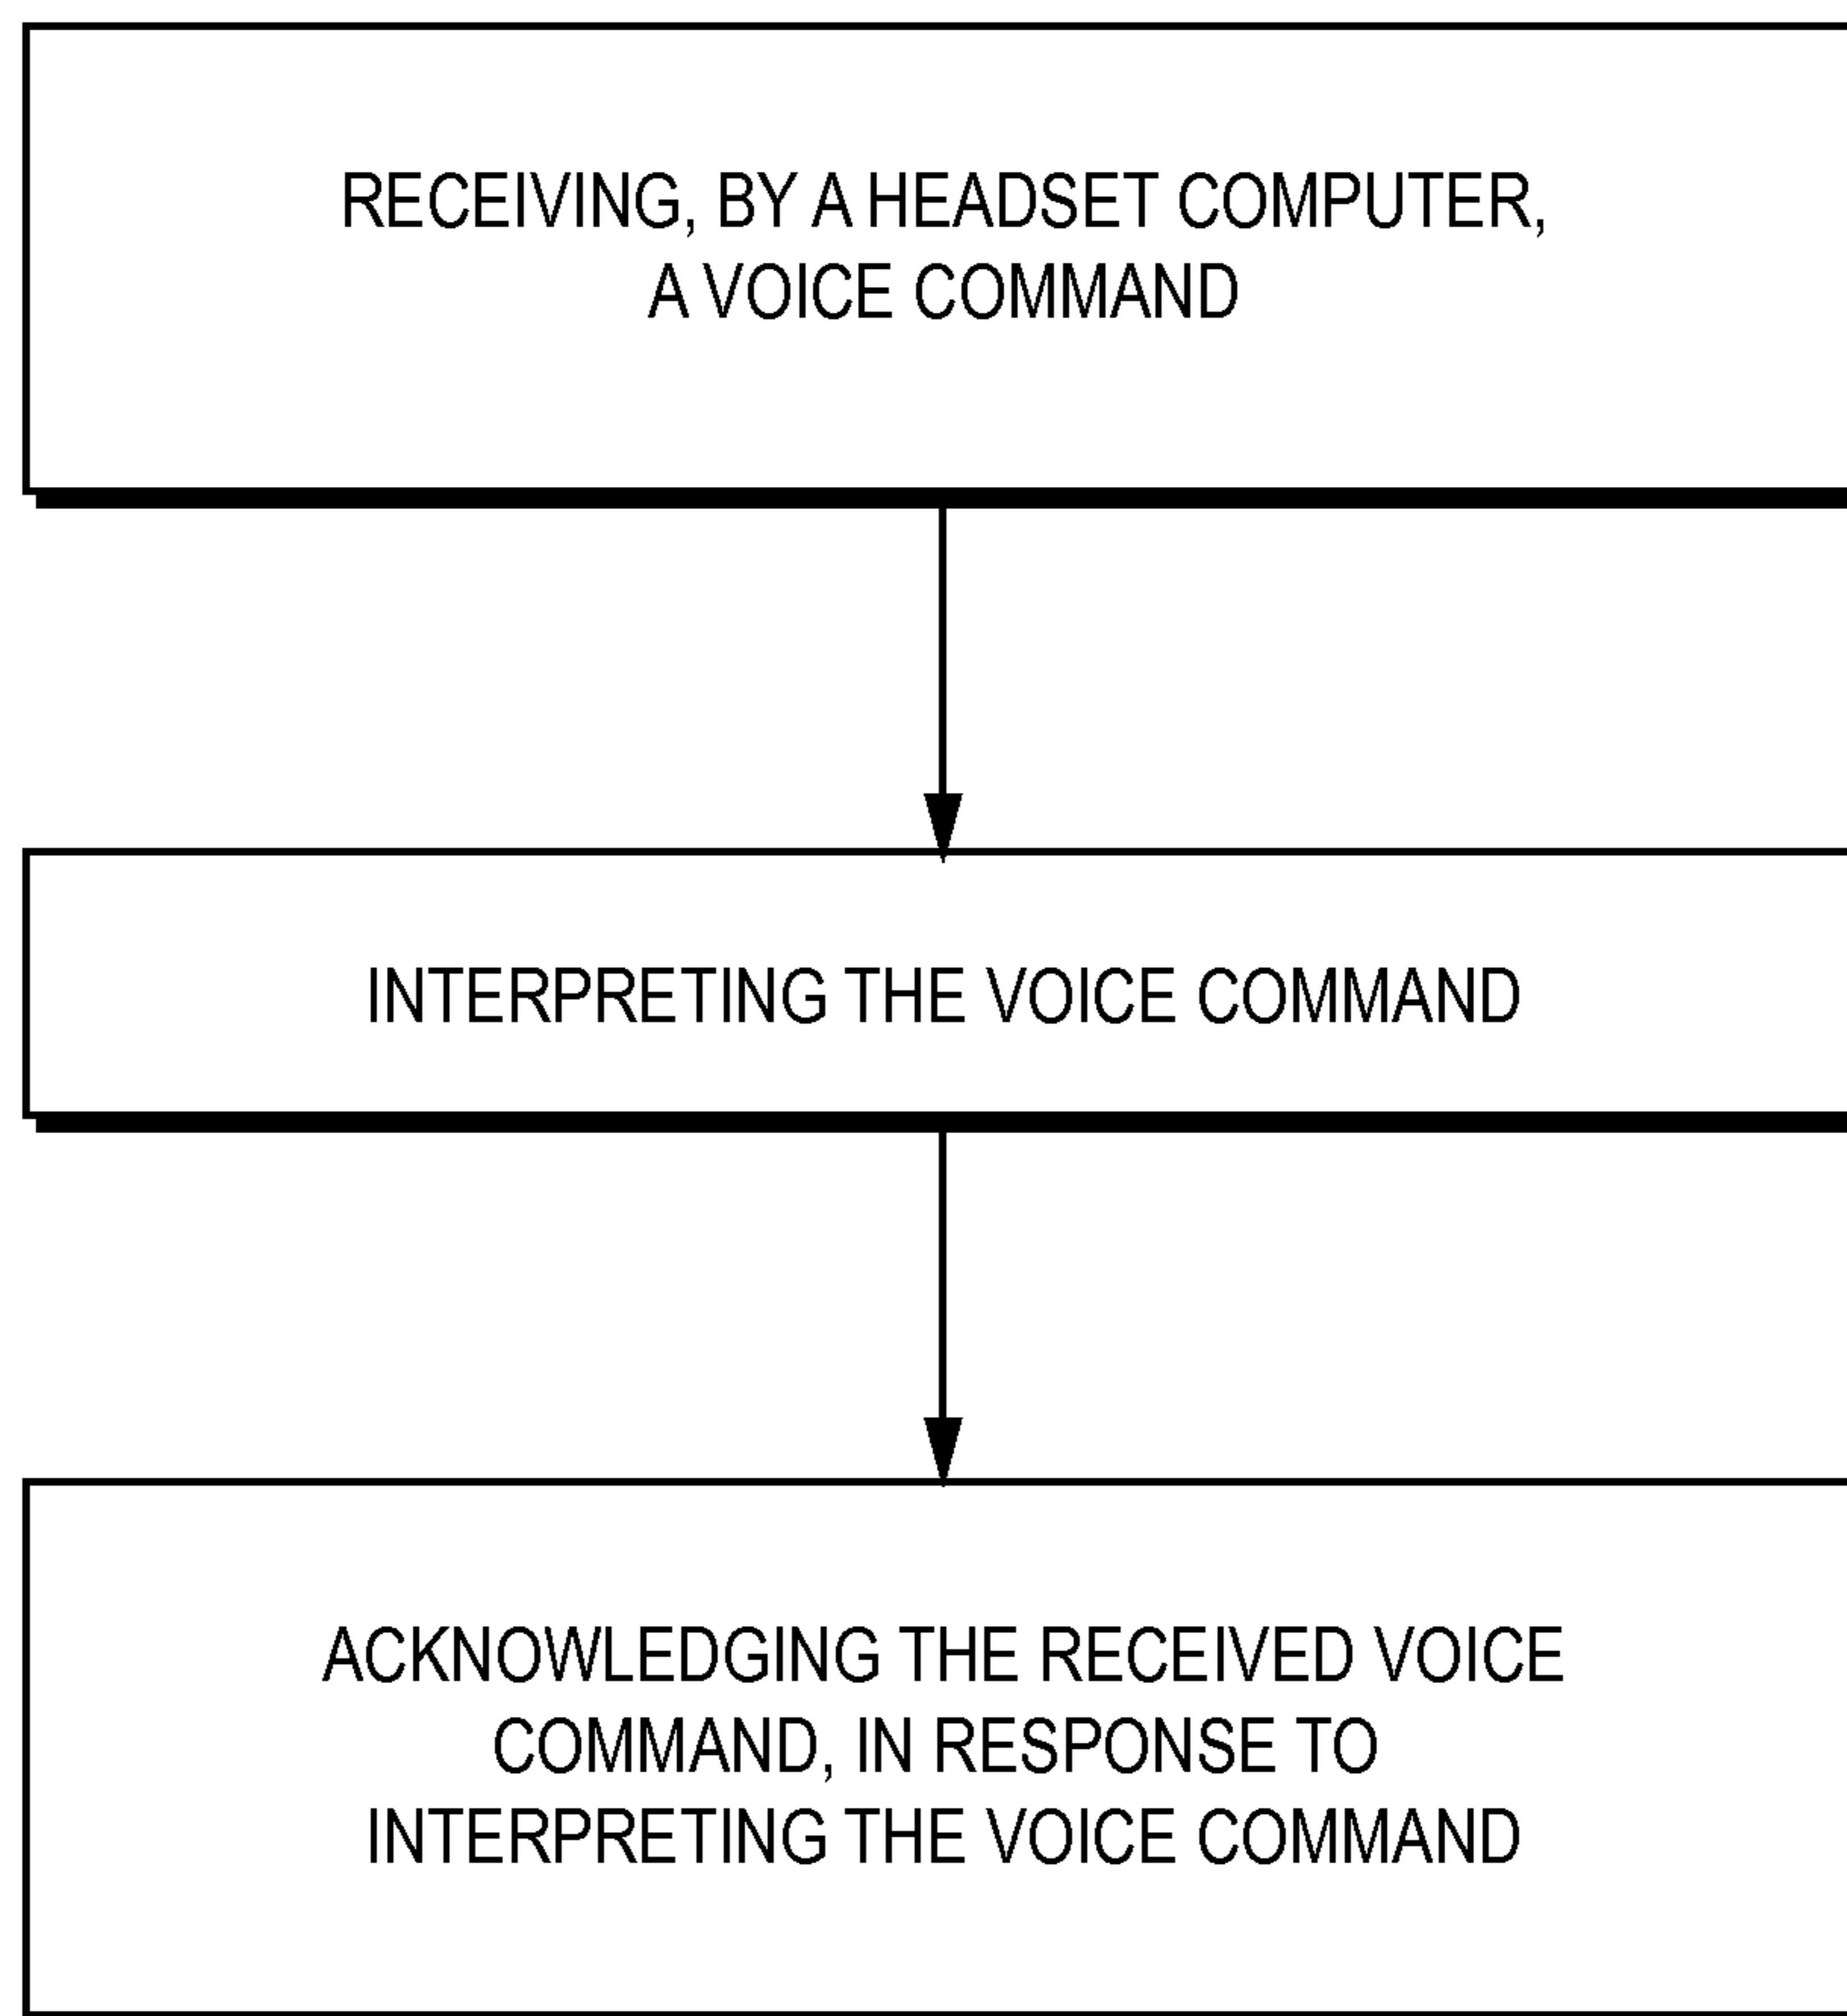 RECEIVING, BY A HEADSET COMPUTER,
A VOICE COMMAND
INTERPRETING THE VOICE COMMAND
ACKNOWLEDGING THE RECEIVED VOICE
COMMAND, IN RESPONSE TO
INTERPRETING THE VOICE COMMAND